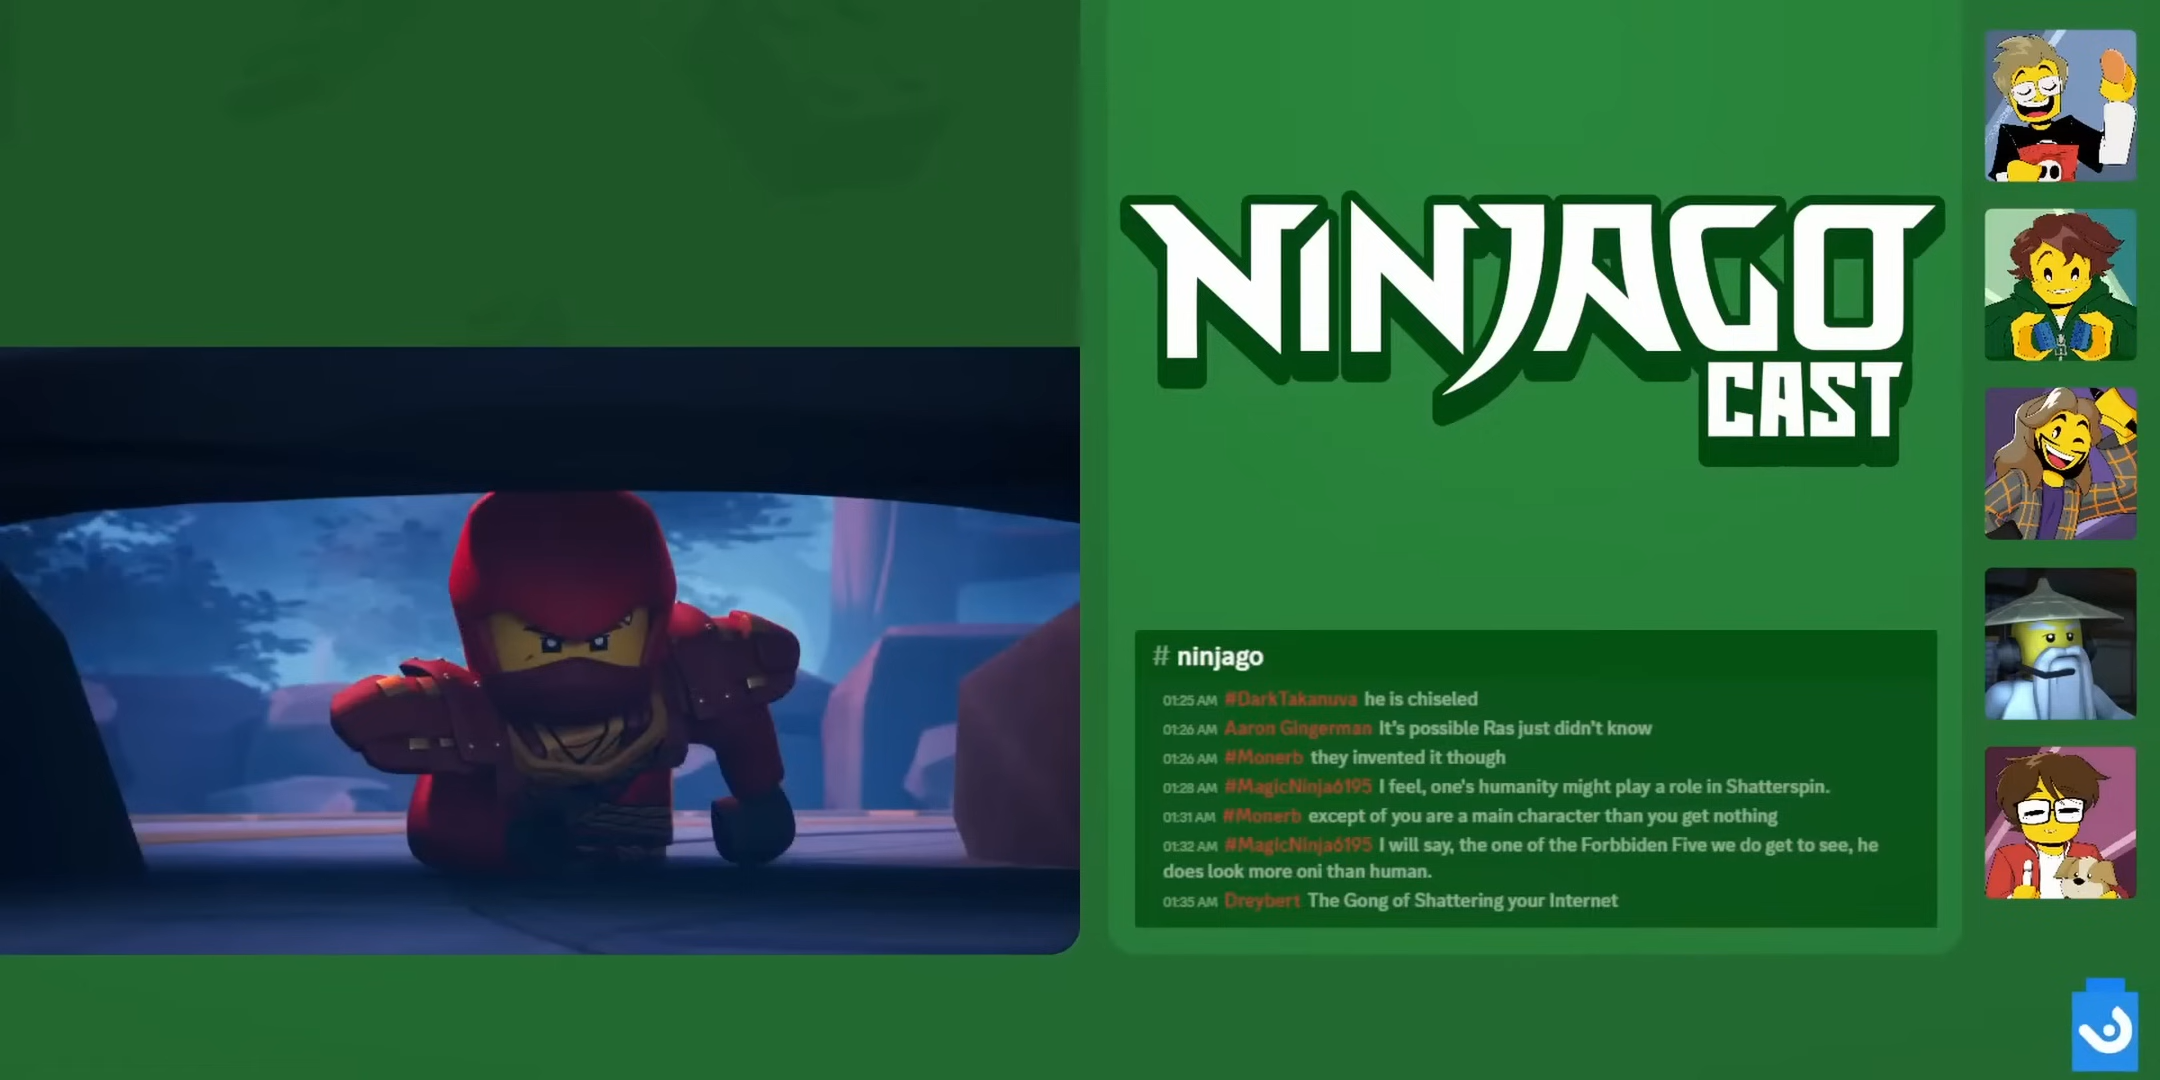 NINJAGO
CAST
# ninjago
01:25 AM #DarkTakanuva he is chiseled
01:26 AM Aaron Gingerman It's possible Ras just didn't know
01:26 AM #Monerb they invented it though
01:28 AM #MagicNinja6195 I feel, one's humanity might play a role in Shatterspin.
01:31 AM #Monerb except of you are a main character than you get nothing
01:32 AM #MagicNinja6195 I will say, the one of the Forbbiden Five we do get to see, he
does look more oni than human.
01:35 AM Dreybert The Gong of Shattering your Internet